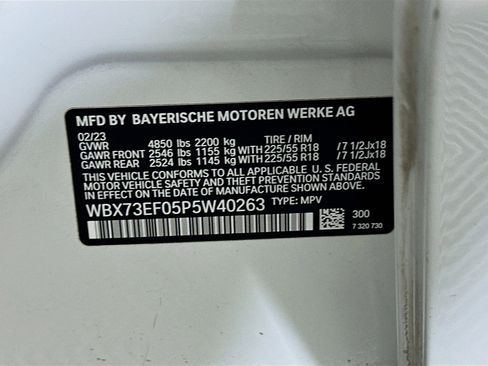 MFD BY BAYERISCHE MOTOREN WERKE AG
02/23
GVWR 4850 lbs 2200 kg TIRE / RIM
GAWR FRONT 2546 lbs 1155 kg WITH 225/55 R18 /7 1/2Jx18
GAWR REAR 2524 lbs 1145 kg WITH 225/55 R18 /7 1/2Jx18
THIS VEHICLE CONFORMS TO ALL APPLICABLE U. S. FEDERAL
MOTOR VEHICLE SAFETY STANDARDS
IN EFFECT ON THE DATE OF MANUFACTURE SHOWN ABOVE.
WBX73EF05P5W40263 TYPE: MPV
300
7 320 730